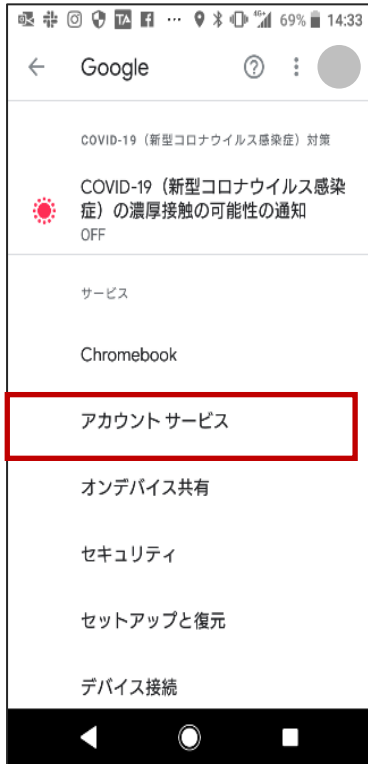 69% 14:33
Google
COVID-19（新型コロナウイルス感染症）対策
COVID-19（新型コロナウイルス感染
症）の濃厚接触の可能性の通知
OFF
サービス
Chromebook
アカウント サービス
オンデバイス共有
セキュリティ
セットアップと復元
デバイス接続